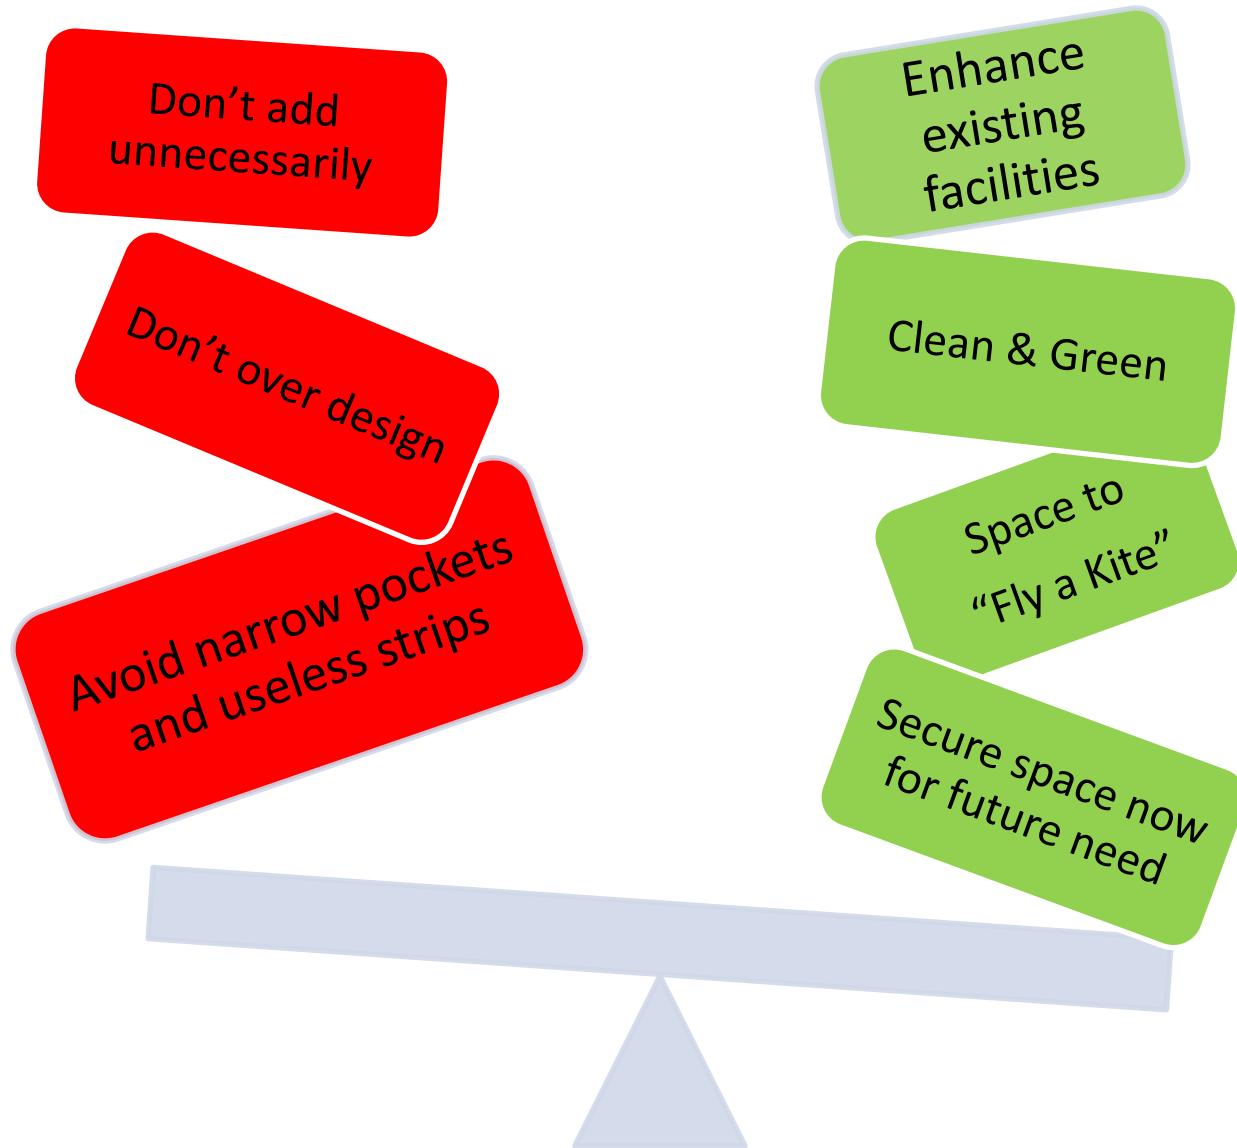 Don’t add
unnecessarily
Don’t over design
Avoid narrow pockets
and useless strips
Enhance
existing
facilities
Clean & Green
Space to
“Fly a Kite”
Secure space now
for future need